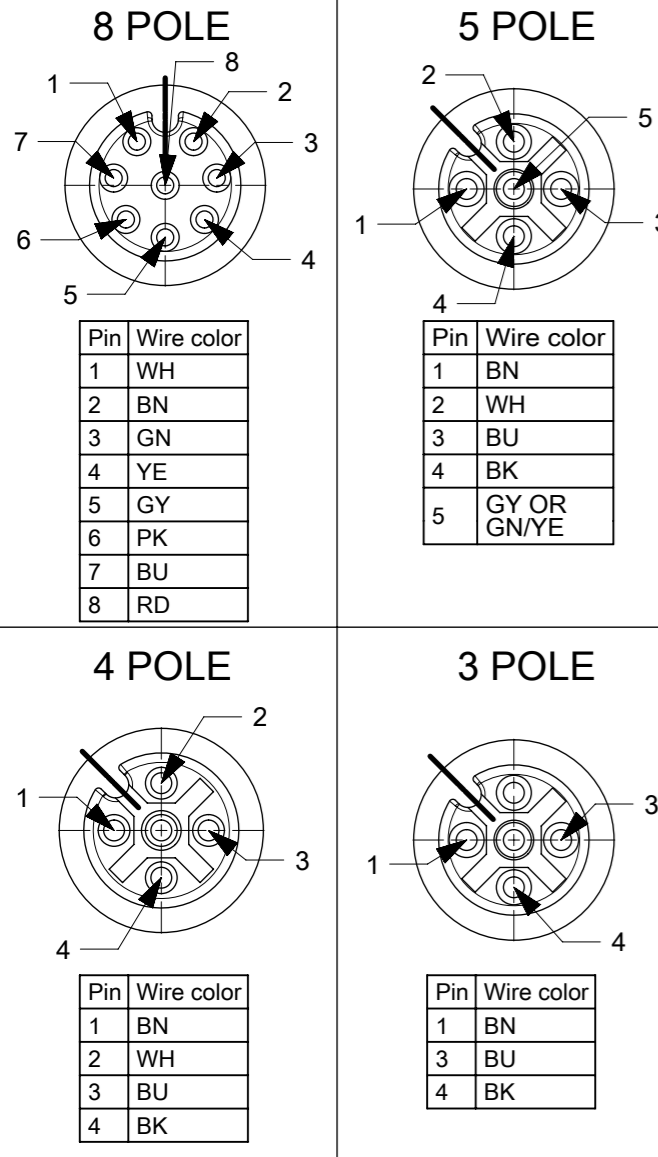 8 POLE
1
8
2
7
3
6
4
5
Pin Wire color
1 WH
2 BN
3 GN
4 YE
5 GY
6 PK
7 BU
8 RD
5 POLE
2
5
1
3
4
Pin Wire color
1 BN
2 WH
3 BU
4 BK
5 GY OR
GN/YE
4 POLE
2
1
3
4
Pin Wire color
1 BN
2 WH
3 BU
4 BK
3 POLE
3
1
4
Pin Wire color
1 BN
3 BU
4 BK